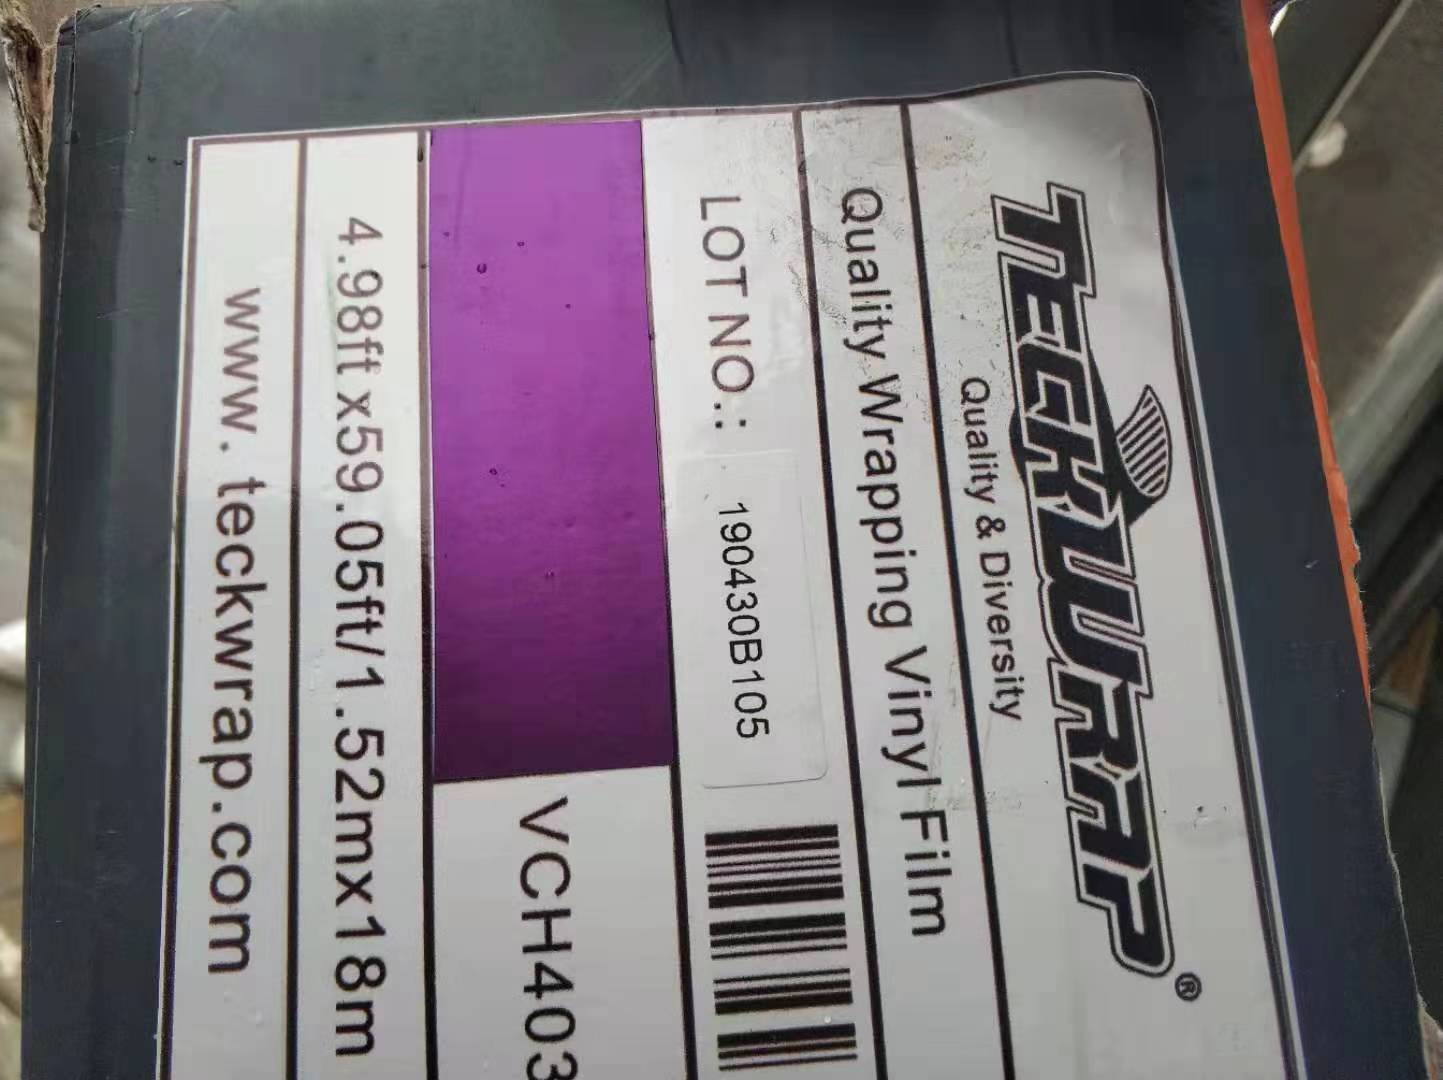 TECKWRAP®
Quality & Diversity
Quality Wrapping Vinyl Film
LOT NO.: 190430B105
VCH403
4.98ft x59.05ft/1.52mx18m
www. teckwrap.com